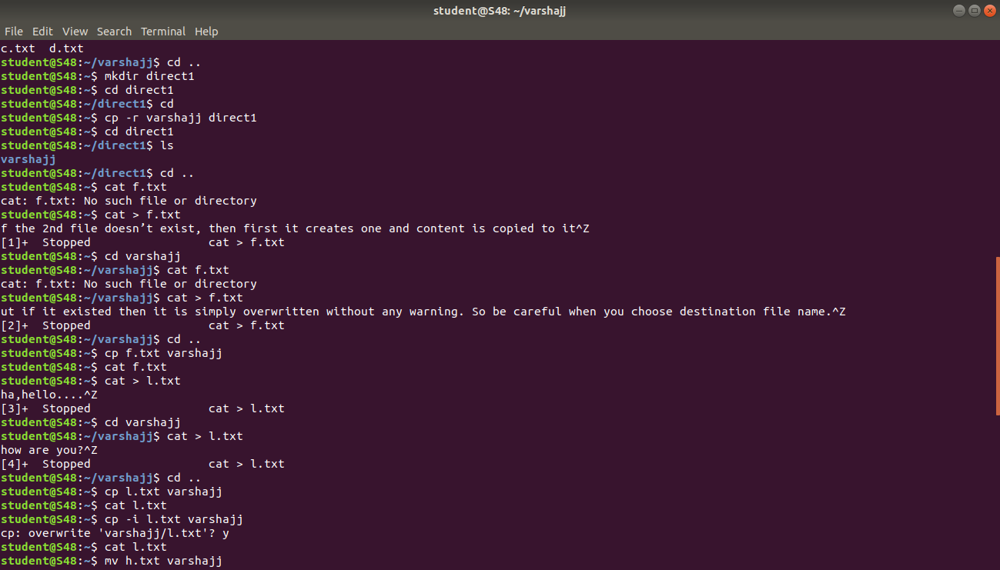 student@S48: ~/varshajj
File Edit View Search Terminal Help
c.txt  d.txt
student@S48:~/varshajj$ cd ..
student@S48:~$ mkdir direct1
student@S48:~$ cd direct1
student@S48:~/direct1$ cd
student@S48:~$ cp -r varshajj direct1
student@S48:~$ cd direct1
student@S48:~/direct1$ ls
varshajj
student@S48:~/direct1$ cd ..
student@S48:~$ cat f.txt
cat: f.txt: No such file or directory
student@S48:~$ cat > f.txt
f the 2nd file doesn’t exist, then first it creates one and content is copied to it^Z
[1]+  Stopped                 cat > f.txt
student@S48:~$ cd varshajj
student@S48:~/varshajj$ cat f.txt
cat: f.txt: No such file or directory
student@S48:~/varshajj$ cat > f.txt
ut if it existed then it is simply overwritten without any warning. So be careful when you choose destination file name.^Z
[2]+  Stopped                 cat > f.txt
student@S48:~/varshajj$ cd ..
student@S48:~$ cp f.txt varshajj
student@S48:~$ cat f.txt
student@S48:~$ cat > l.txt
ha,hello....^Z
[3]+  Stopped                 cat > l.txt
student@S48:~$ cd varshajj
student@S48:~/varshajj$ cat > l.txt
how are you?^Z
[4]+  Stopped                 cat > l.txt
student@S48:~/varshajj$ cd ..
student@S48:~$ cp l.txt varshajj
student@S48:~$ cat l.txt
student@S48:~$ cp -i l.txt varshajj
cp: overwrite 'varshajj/l.txt'? y
student@S48:~$ cat l.txt
student@S48:~$ mv h.txt varshajj